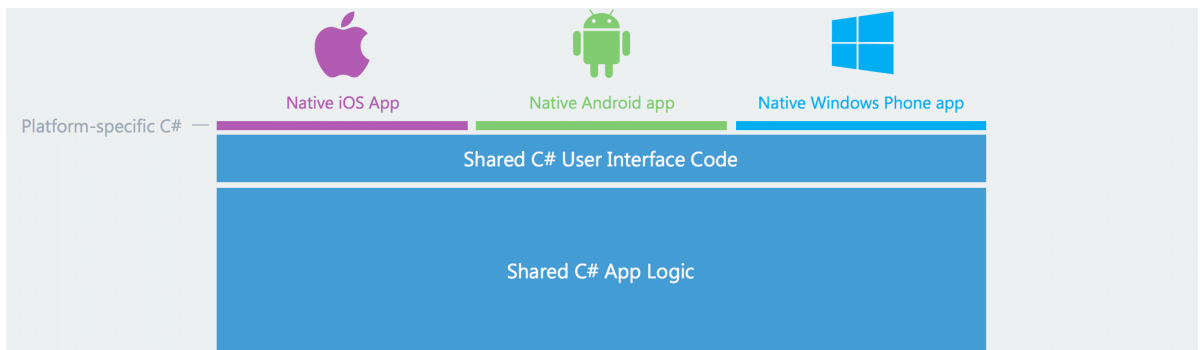 Native iOS App
Native Android app
Native Windows Phone app
Platform-specific C#
Shared C# User Interface Code
Shared C# App Logic